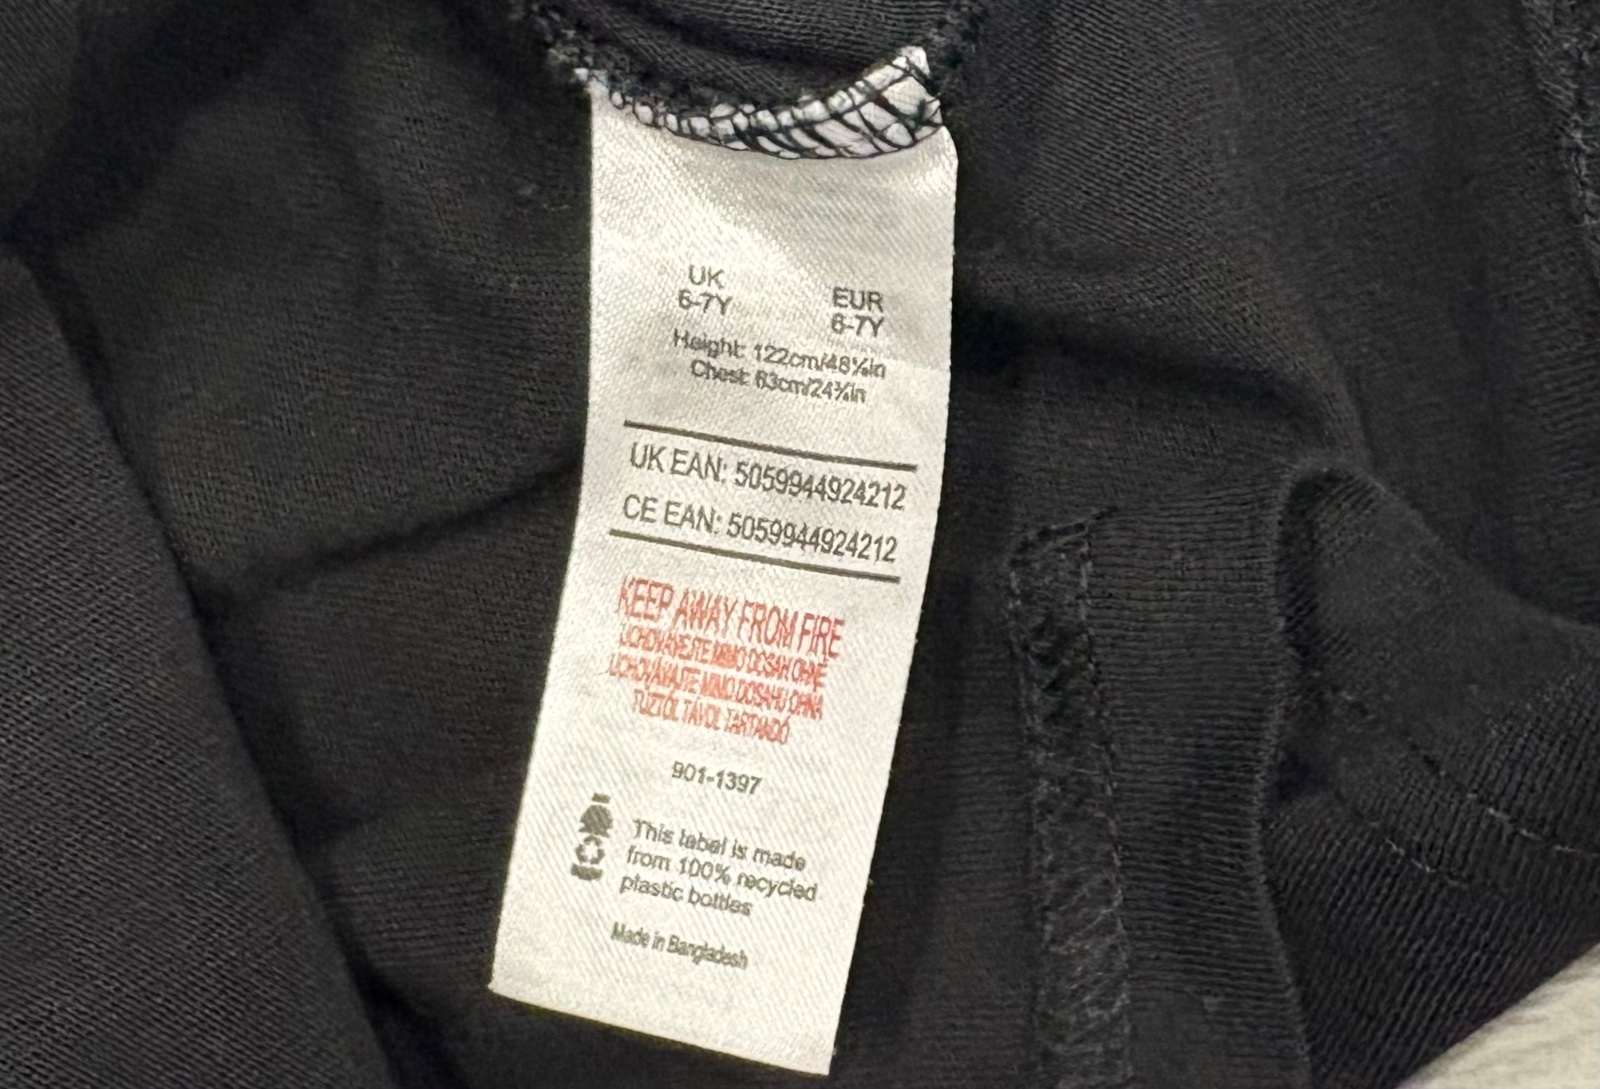 UK
6-7Y
EUR
6-7Y
Height: 122cm/48in
Chest: 63cm/24¾in
UK EAN: 5059944924212
CE EAN: 5059944924212
KEEP AWAY FROM FIRE
UCHOVÁVEJTE MIMO DOSAH OHNĚ
UCHOVÁVAJTE MIMO DOSAHU OHŇA
TŰZTŐL TÁVOL TARTANDÓ
901-1397
This label is made
from 100% recycled
plastic bottles
Made in Bangladesh